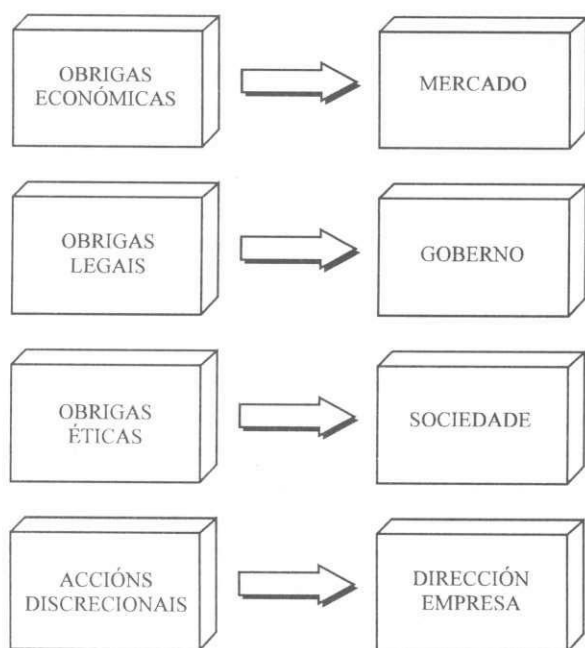 OBRIGAS
ECONÓMICAS
MERCADO
OBRIGAS
LEGAIS
GOBERNO
OBRIGAS
ÉTICAS
SOCIEDADE
ACCIÓNS
DISCRECIONAIS
DIRECCIÓN
EMPRESA